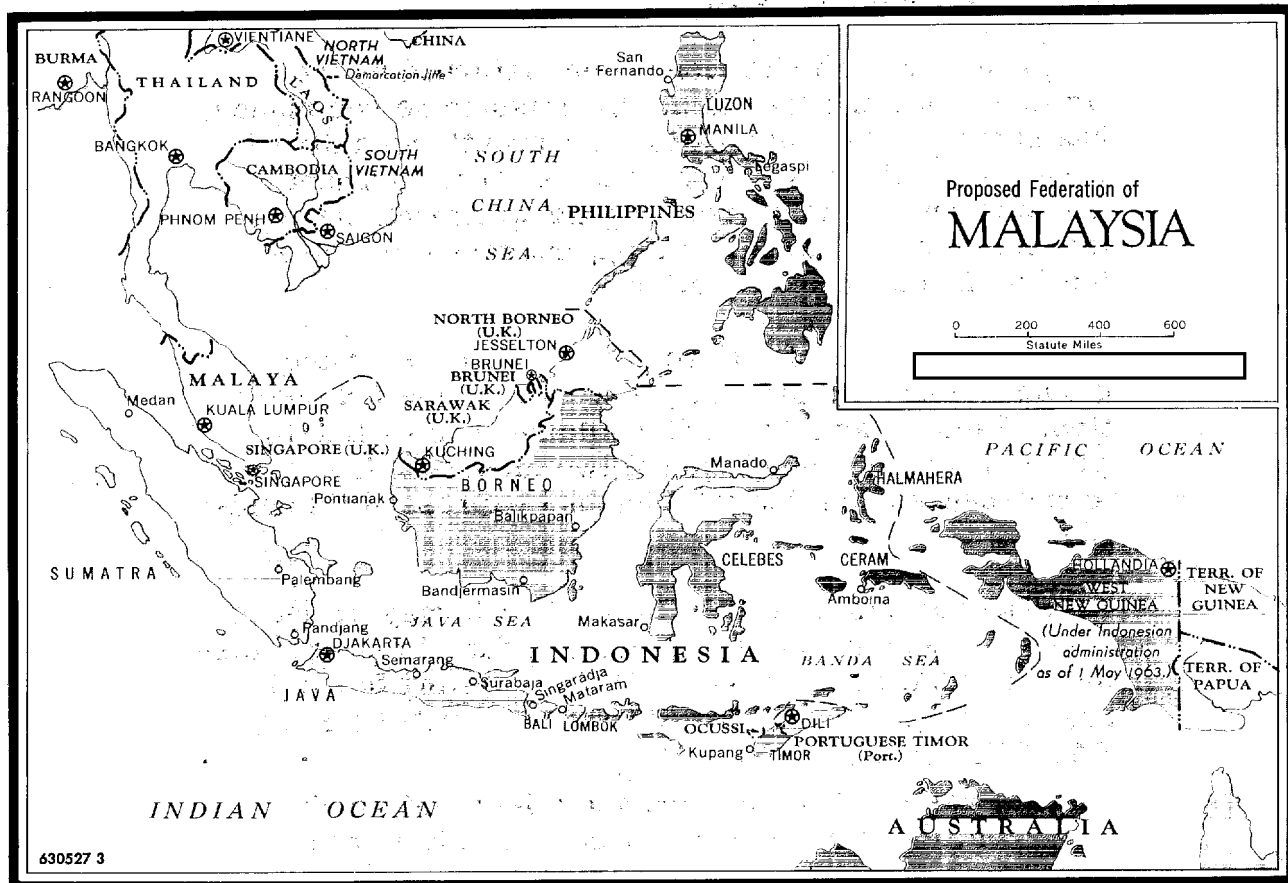 VIENTIANE
NORTH
VIETNAM
Demarcation line
CHINA
BURMA
RANGOON
THAILAND
LAOS
BANGKOK
CAMBODIA
SOUTH
VIETNAM
PHNOM PENH
SAIGON
SOUTH
CHINA
SEA
San
Fernando
LUZON
MANILA
Legaspi
PHILIPPINES
Proposed Federation of
MALAYSIA
0 200 400 600
Statute Miles
NORTH BORNEO
(U.K.)
JESSELTON
BRUNEI
BRUNEI
(U.K.)
SARAWAK
(U.K.)
KUCHING
MALAYA
Medan
KUALA LUMPUR
SINGAPORE (U.K.)
SINGAPORE
Pontianak
BORNEO
Balikpapan
Bandjermasin
SUMATRA
Palembang
Pandjang
DJAKARTA
JAVA SEA
Semarang
Surabaja
JAVA
Singaradja
Mataram
BALI LOMBOK
Manado
CELEBES
Makasar
INDONESIA
HALMAHERA
CERAM
Amboina
BANDA SEA
PACIFIC OCEAN
HOLLANDIA
WEST
NEW GUINEA
(Under Indonesian
administration
as of 1 May 1963.)
TERR. OF
NEW
GUINEA
TERR. OF
PAPUA
OCUSSI
DILI
PORTUGUESE TIMOR
(Port.)
Kupang
TIMOR
INDIAN OCEAN
AUSTRALIA
630527 3